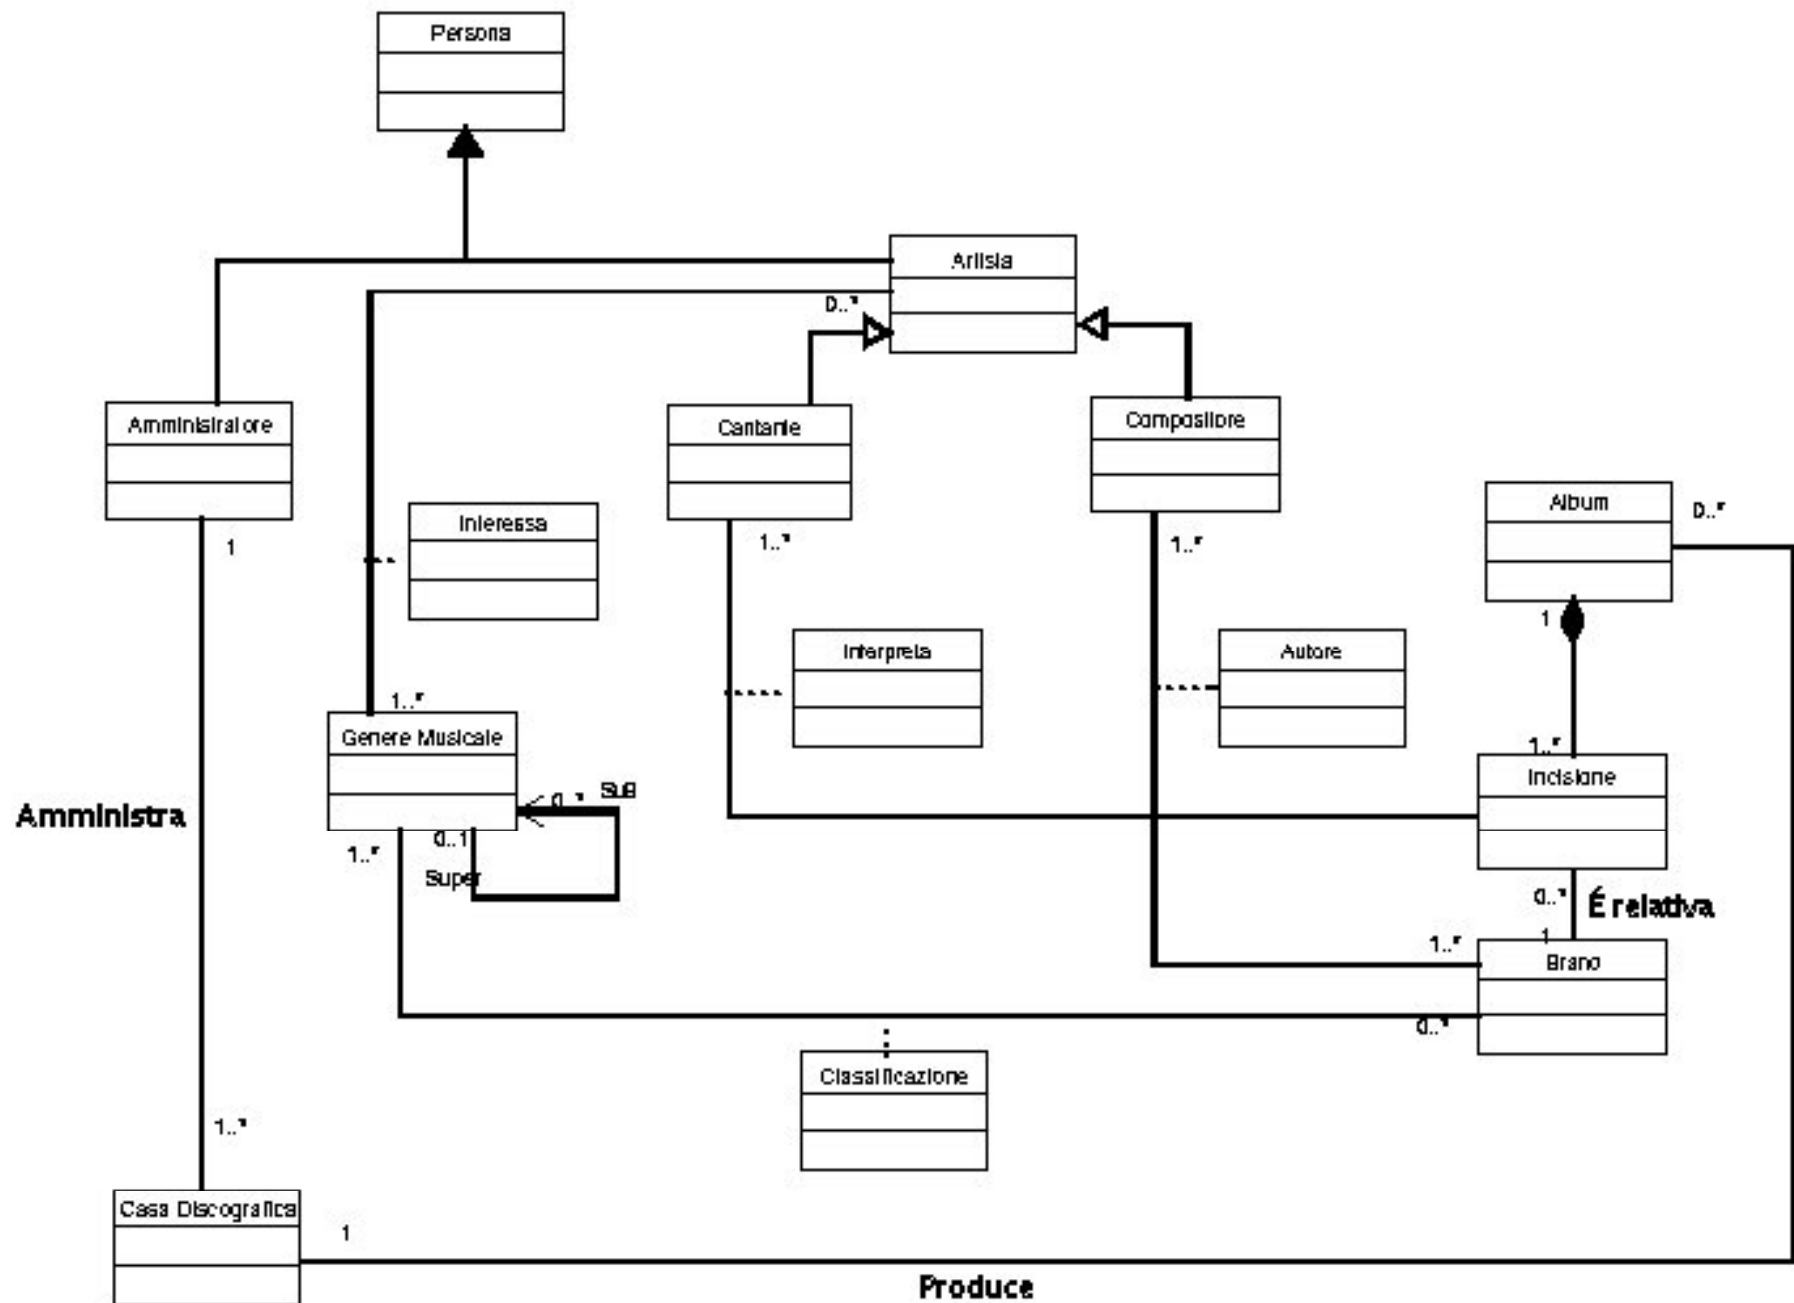 Persona
Artista
0..*
Amministratore
Cantante
Compositore
Album
0..*
1
Interessa
1..*
1..*
1
Interpreta
Autore
1..*
1..*
Genere Musicale
Incisione
Amministra
0..*
SuB
1..*
0..1
Super
0..*
É relativa
1..*
1
Brano
0..*
Classificazione
1..*
Casa Discografica
1
Produce